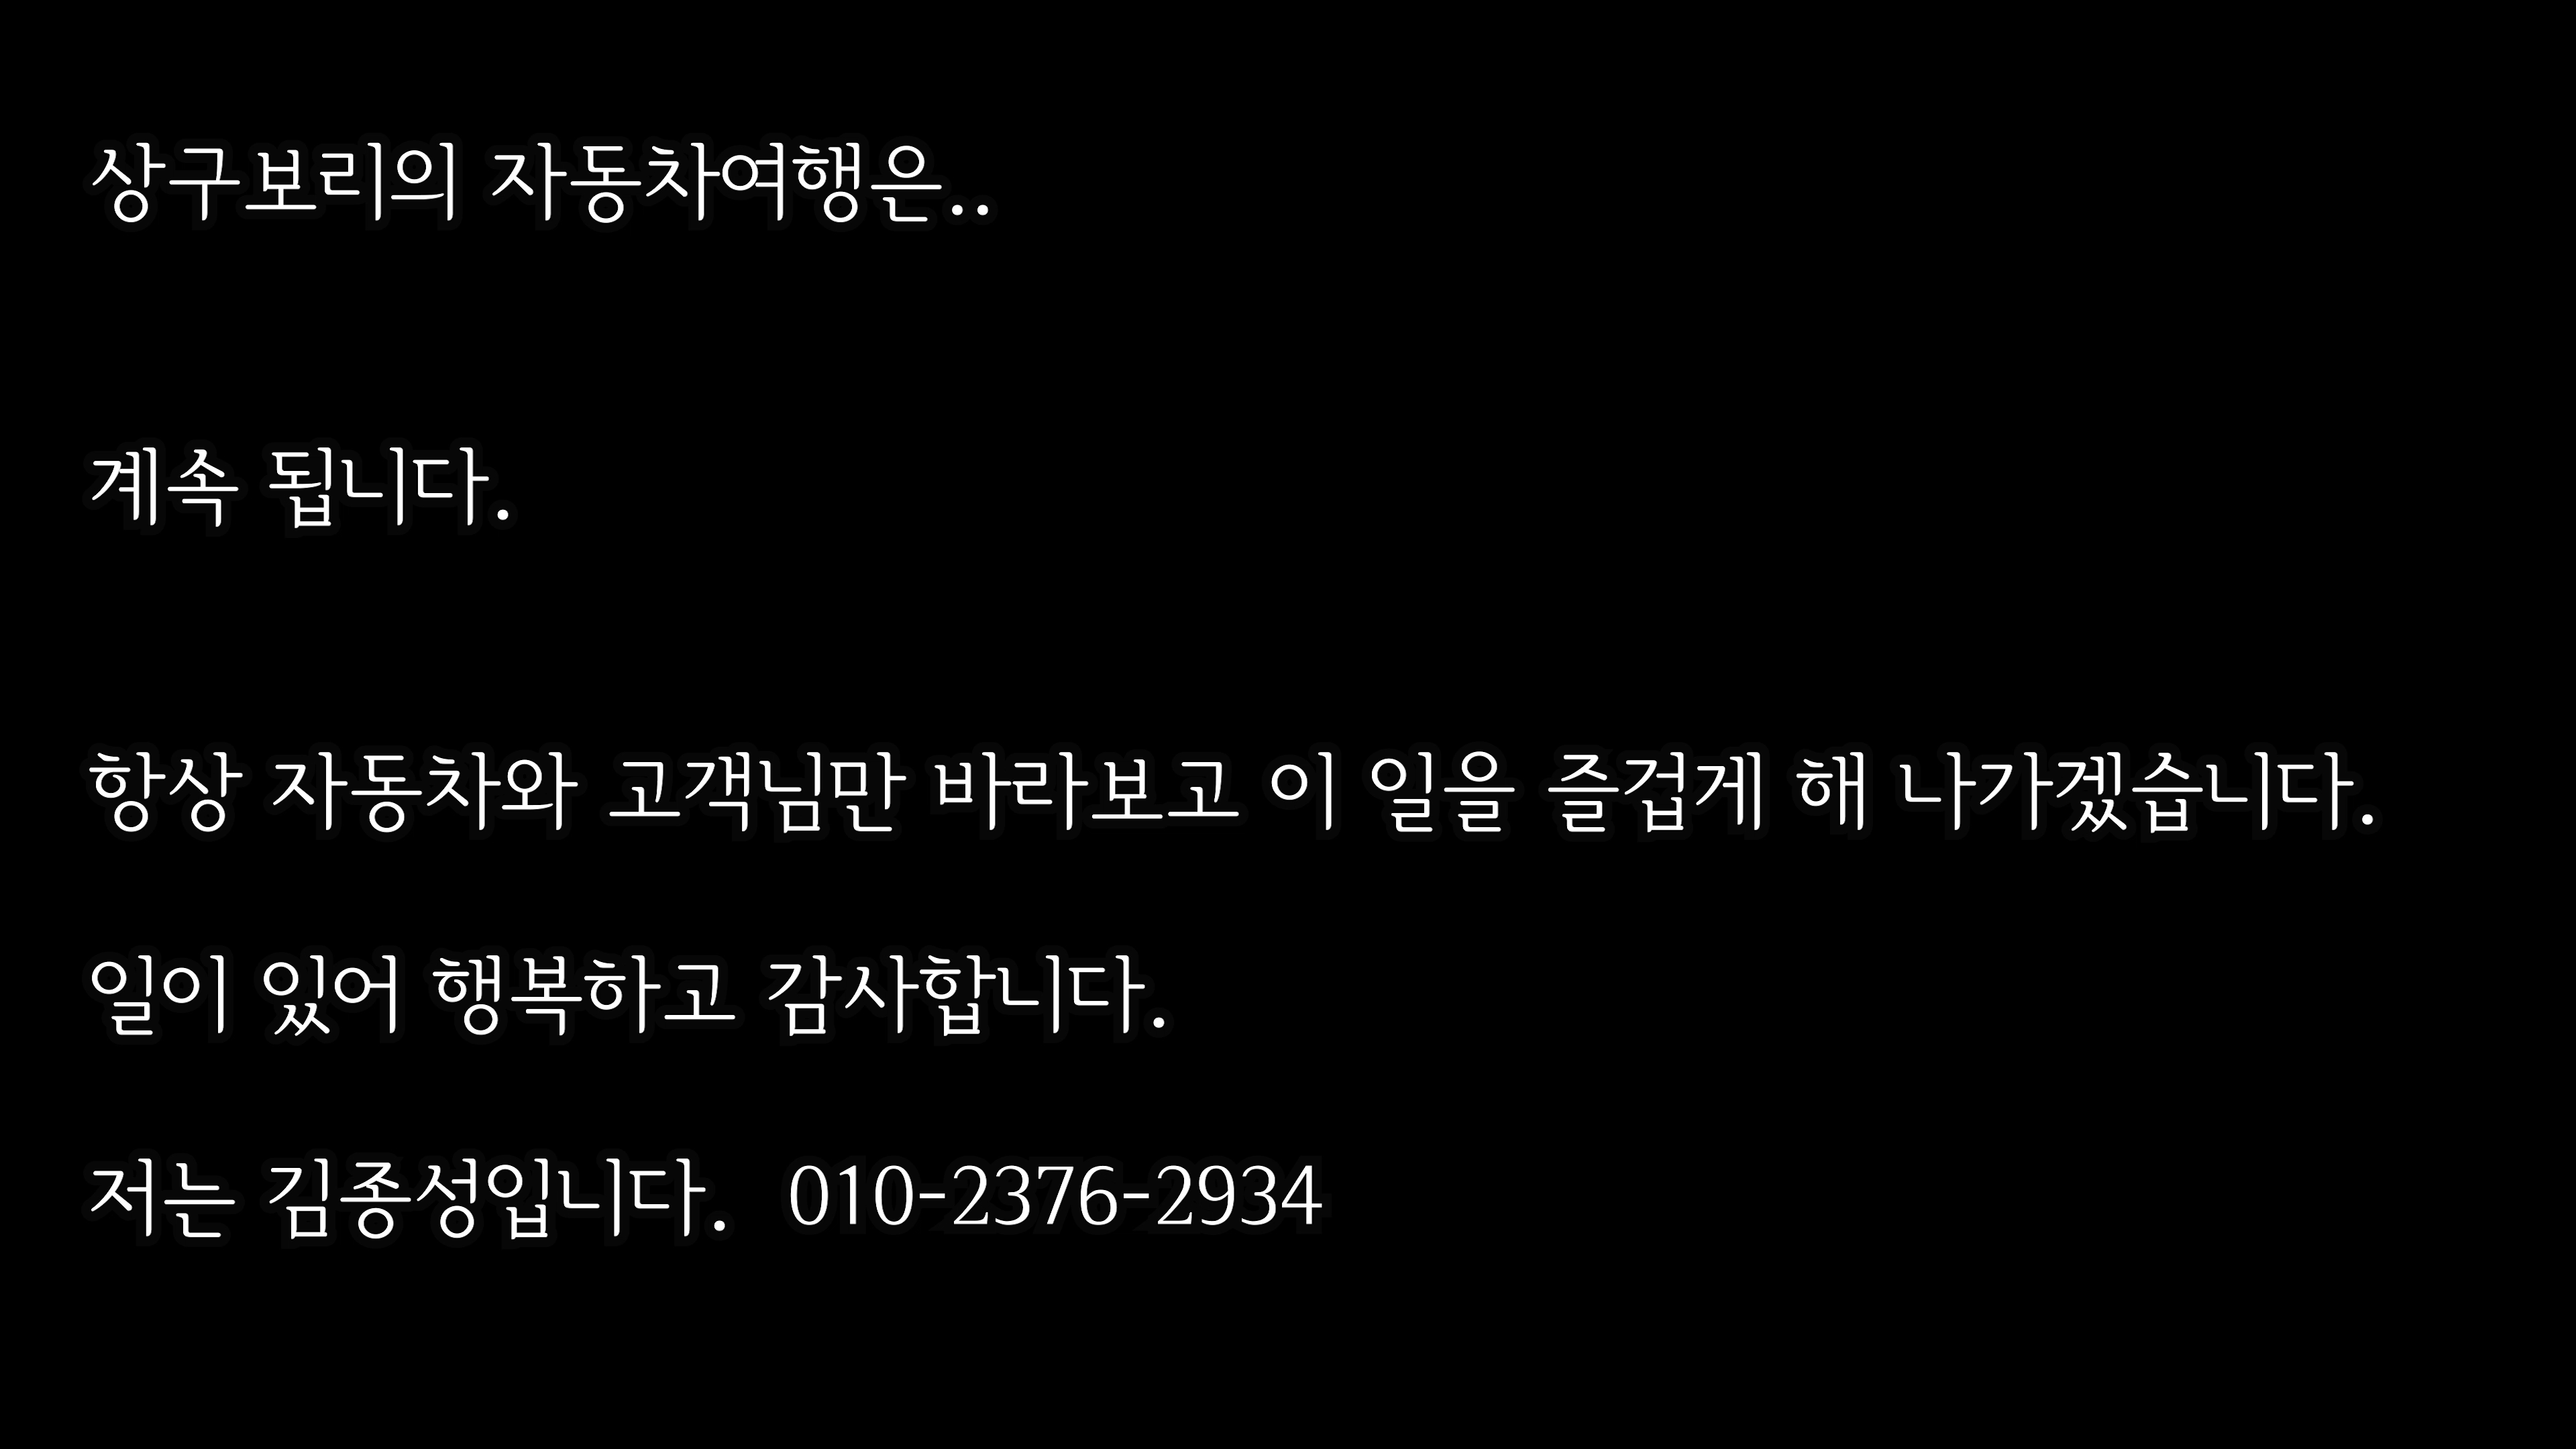 상구보리의 자동차여행은..
계속 됩니다.
항상 자동차와 고객님만 바라보고 이 일을 즐겁게 해 나가겠습니다.
일이 있어 행복하고 감사합니다.
저는 김종성입니다. 010-2376-2934